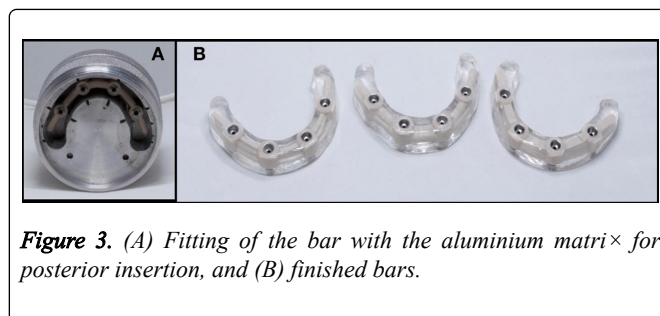 A
B
Figure 3. (A) Fitting of the bar with the aluminium matri× for
posterior insertion, and (B) finished bars.